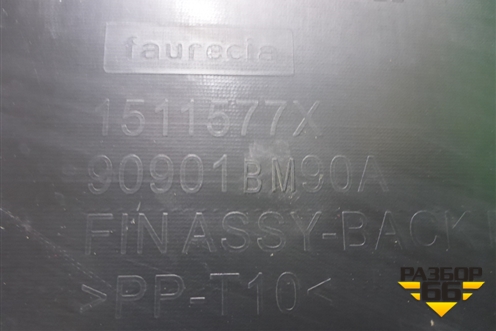 faurecia
1511577X
90901BM90A
FIN ASSY-BACK
>PP-T10<
РАЗБОР
66